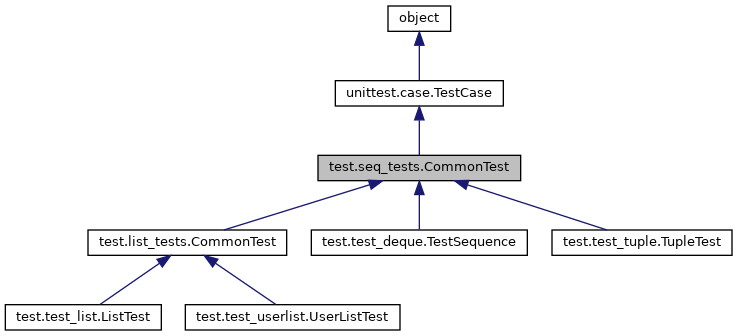 object
unittest.case.TestCase
test.seq_tests.CommonTest
test.list_tests.CommonTest
test.test_deque.TestSequence
test.test_tuple.TupleTest
test.test_list.ListTest
test.test_userlist.UserListTest